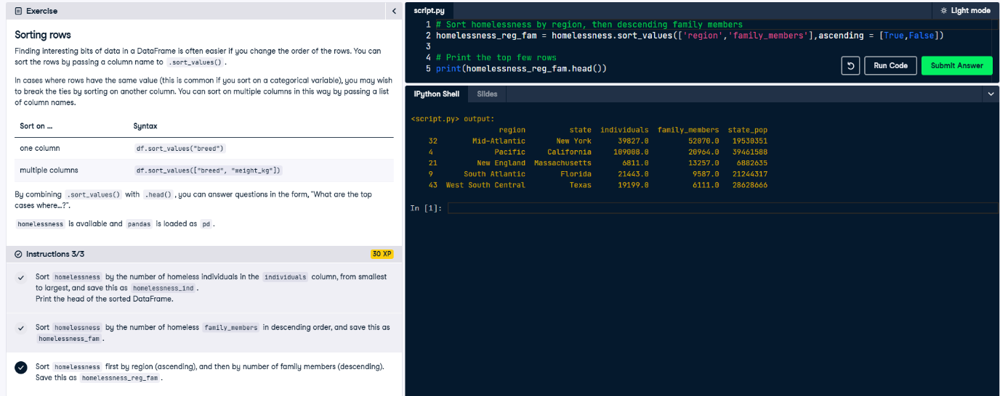 Exercise
Sorting rows
Finding interesting bits of data in a DataFrame is often easier if you change the order of the rows. You can
sort the rows by passing a column name to .sort_values() .
In cases where rows have the same value (this is common if you sort on a categorical variable), you may wish
to break the ties by sorting on another column. You can sort on multiple columns in this way by passing a list
of column names.
Sort on … Syntax
one column df.sort_values("breed")
multiple columns df.sort_values(["breed", "weight_kg"])
By combining .sort_values() with .head() , you can answer questions in the form, "What are the top
cases where…?".
homelessness is available and pandas is loaded as pd .
Instructions 3/3 30 XP
Sort homelessness by the number of homeless individuals in the individuals column, from smallest
to largest, and save this as homelessness_ind .
Print the head of the sorted DataFrame.
Sort homelessness by the number of homeless family_members in descending order, and save this as
homelessness_fam .
Sort homelessness first by region (ascending), and then by number of family members (descending).
Save this as homelessness_reg_fam .
script.py Light mode
1 # Sort homelessness by region, then descending family members
2 homelessness_reg_fam = homelessness.sort_values(['region','family_members'],ascending = [True,False])
3
4 # Print the top few rows
5 print(homelessness_reg_fam.head())
Run Code Submit Answer
IPython Shell Slides
<script.py> output:
region state individuals family_members state_pop
32 Mid-Atlantic New York 39827.0 52070.0 19530351
4 Pacific California 109008.0 20964.0 39461588
21 New England Massachusetts 6811.0 13257.0 6882635
9 South Atlantic Florida 21443.0 9587.0 21244317
43 West South Central Texas 19199.0 6111.0 28628666
In [1]: